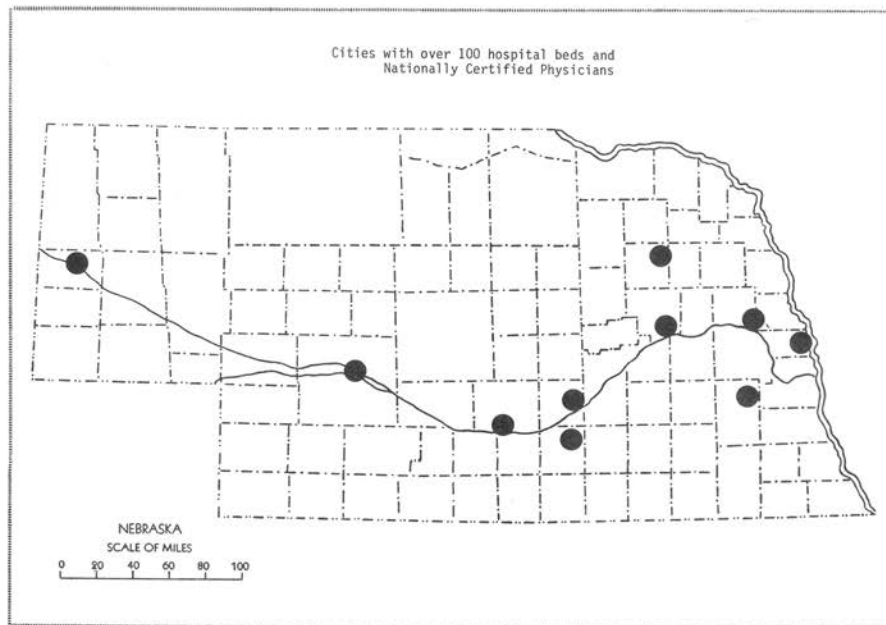 Cities with over 100 hospital beds and
Nationally Certified Physicians
NEBRASKA
SCALE OF MILES
0 20 40 60 80 100